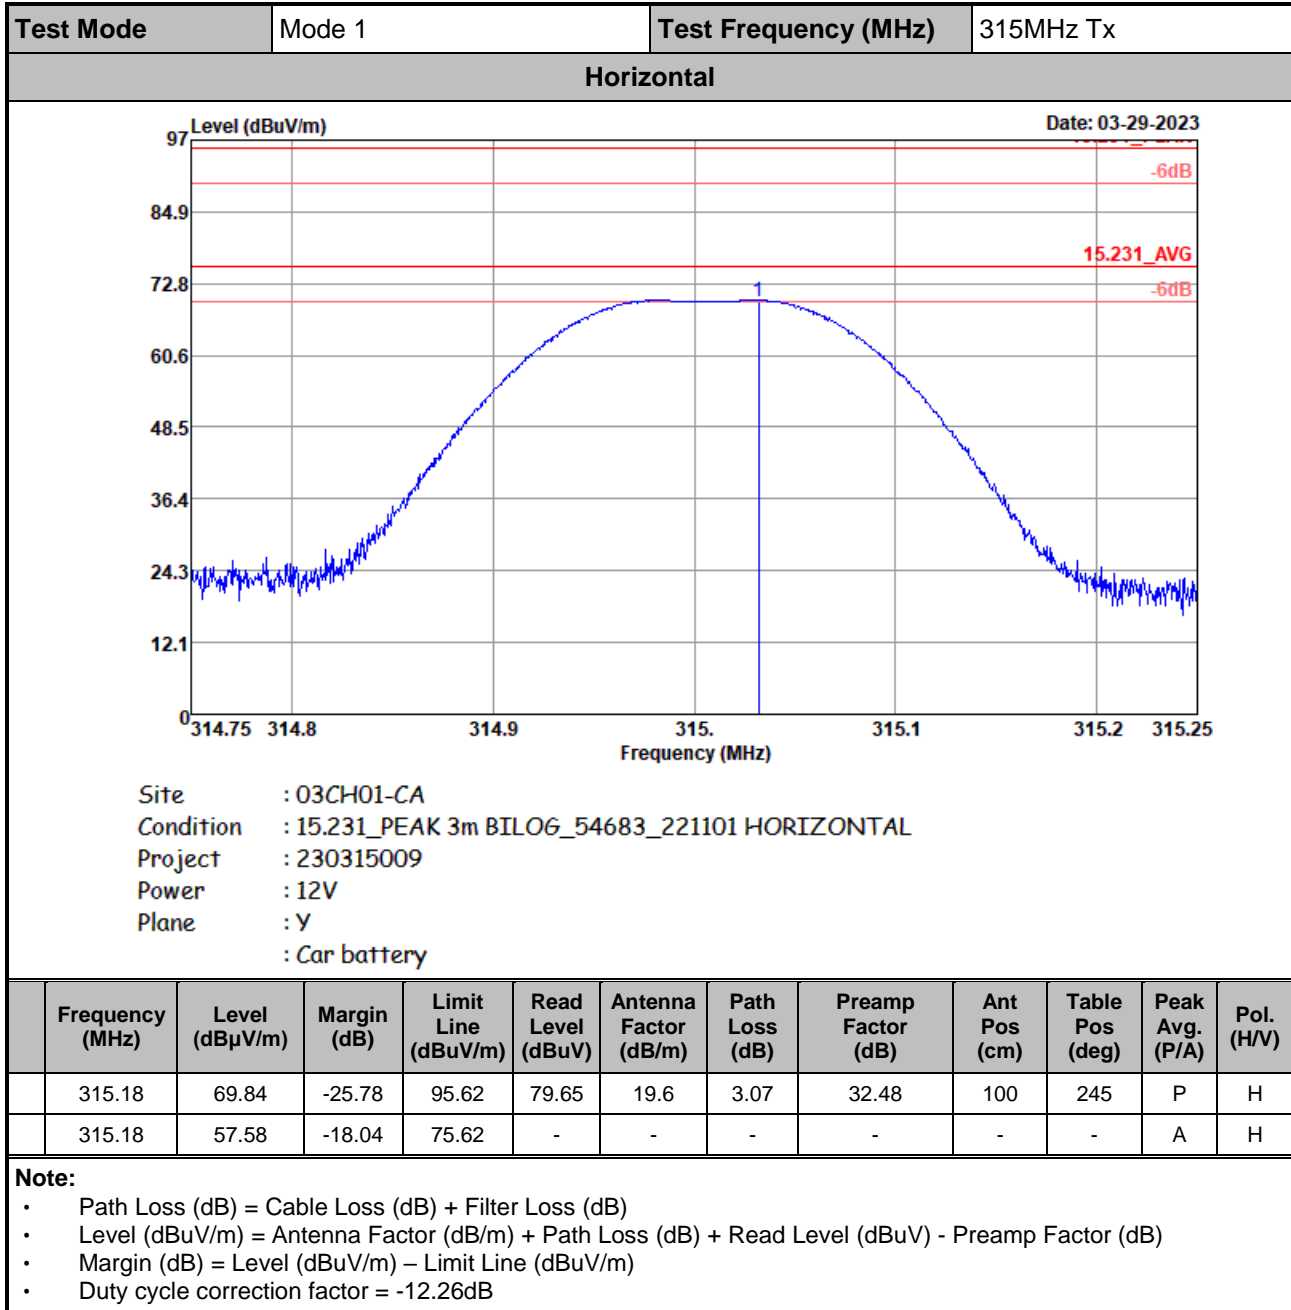 Test Mode Mode 1 Test Frequency (MHz) 315MHz Tx
Horizontal
Level (dBuV/m) Date: 03-29-2023
97
-6dB
84.9
15.231_AVG
72.8
-6dB
1
60.6
48.5
36.4
24.3
12.1
0
314.75 314.8 314.9 315. 315.1 315.2 315.25
Frequency (MHz)
Site : 03CH01-CA
Condition : 15.231_PEAK 3m BILOG_54683_221101 HORIZONTAL
Project : 230315009
Power : 12V
Plane : Y
: Car battery
Frequency (MHz) Level (dBµV/m) Margin (dB) Limit Line (dBuV/m) Read Level (dBuV) Antenna Factor (dB/m) Path Loss (dB) Preamp Factor (dB) Ant Pos (cm) Table Pos (deg) Peak Avg. (P/A) Pol. (H/V)
315.18 69.84 -25.78 95.62 79.65 19.6 3.07 32.48 100 245 P H
315.18 57.58 -18.04 75.62 - - - - - - A H
Note:
· Path Loss (dB) = Cable Loss (dB) + Filter Loss (dB)
· Level (dBuV/m) = Antenna Factor (dB/m) + Path Loss (dB) + Read Level (dBuV) - Preamp Factor (dB)
· Margin (dB) = Level (dBuV/m) – Limit Line (dBuV/m)
· Duty cycle correction factor = -12.26dB